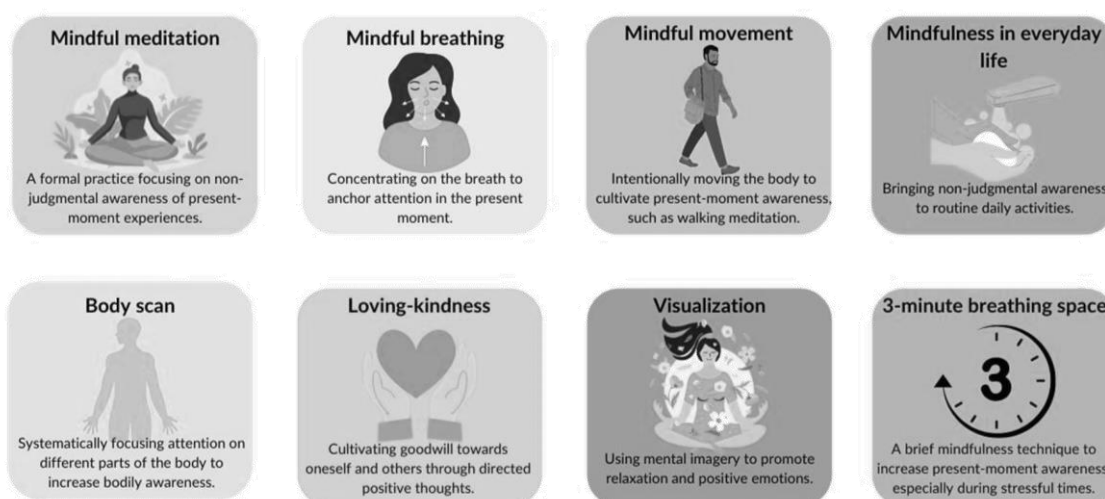 Mindful meditation
A formal practice focusing on non-
judgmental awareness of present-
moment experiences.
Mindful breathing
Concentrating on the breath to
anchor attention in the present
moment.
Mindful movement
Intentionally moving the body to
cultivate present-moment awareness,
such as walking meditation.
Mindfulness in everyday
life
Bringing non-judgmental awareness
to routine daily activities.
Body scan
Systematically focusing attention on
different parts of the body to
increase bodily awareness.
Loving-kindness
Cultivating goodwill towards
oneself and others through directed
positive thoughts.
Visualization
Using mental imagery to promote
relaxation and positive emotions.
3-minute breathing space
3
A brief mindfulness technique to
increase present-moment awareness
especially during stressful times.